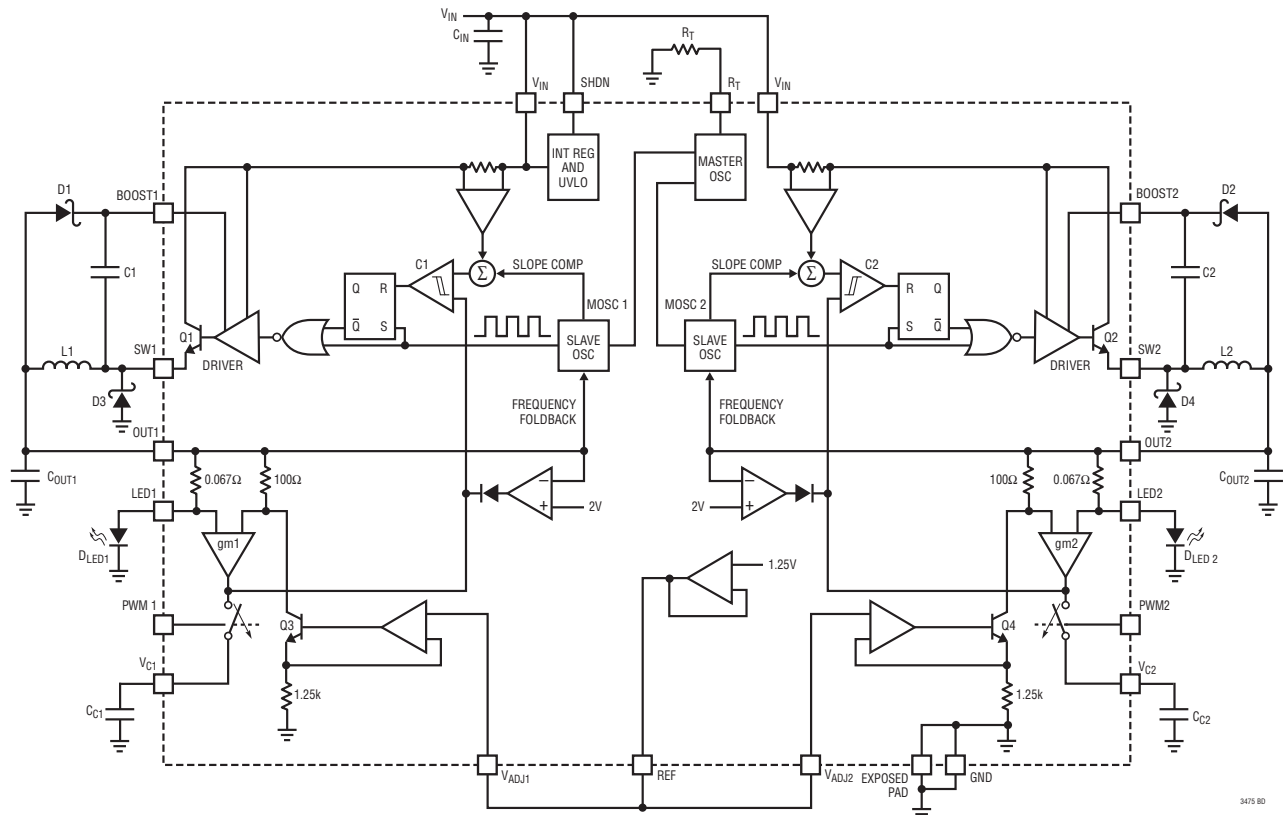 VIN
CIN
RT
VIN
SHDN
RT
VIN
INT REG
AND
UVLO
MASTER
OSC
D1
BOOST1
BOOST2
D2
C1
C1
Σ
SLOPE COMP
SLOPE COMP
Σ
C2
C2
Q
R
Q
S
MOSC 1
SLAVE
OSC
MOSC 2
SLAVE
OSC
R
Q
S
Q
Q1
DRIVER
DRIVER
Q2
L1
SW1
SW2
L2
D3
D4
FREQUENCY
FOLDBACK
FREQUENCY
FOLDBACK
OUT1
OUT2
COUT1
0.067Ω
100Ω
–
+
2V
2V
–
+
100Ω
0.067Ω
COUT2
LED1
LED2
DLED1
gm1
gm2
DLED 2
1.25V
PWM 1
PWM2
Q3
Q4
VC1
VC2
1.25k
1.25k
CC1
CC2
VADJ1
REF
VADJ2
EXPOSED
PAD
GND
3475 BD